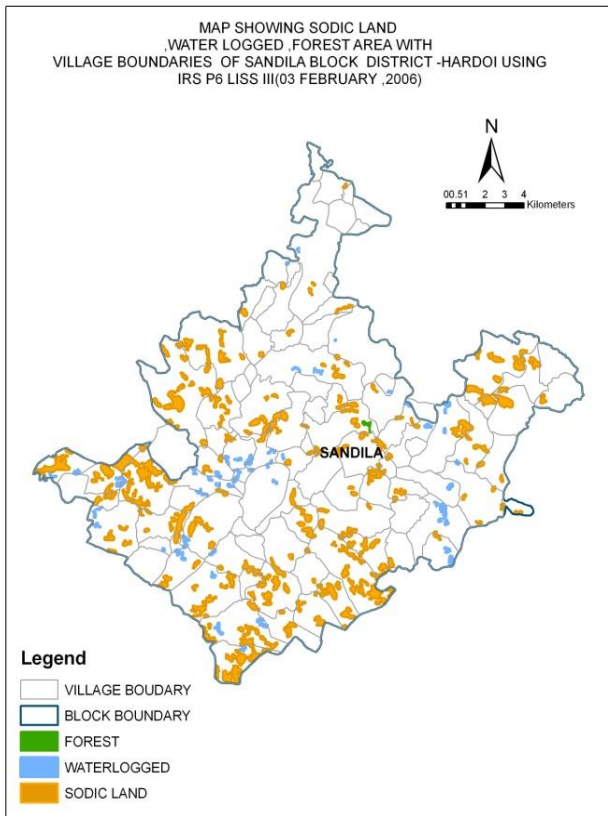 MAP SHOWING SODIC LAND
,WATER LOGGED ,FOREST AREA WITH
VILLAGE BOUNDARIES OF SANDILA BLOCK DISTRICT -HARDOI USING
IRS P6 LISS III(03 FEBRUARY ,2006)
N
00.51 2 3 4
Kilometers
SANDILA
Legend
VILLAGE BOUDARY
BLOCK BOUNDARY
FOREST
WATERLOGGED
SODIC LAND